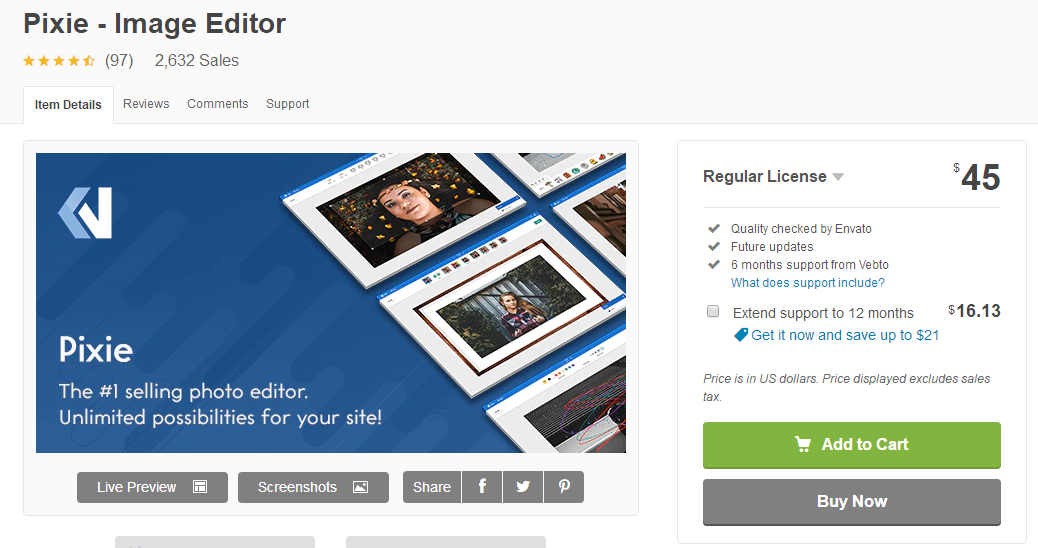 Pixie - Image Editor
(97) 2,632 Sales
Item Details Reviews Comments Support
Pixie
The #1 selling photo editor.
Unlimited possibilities for your site!
Live Preview Screenshots Share
Regular License $45
Quality checked by Envato
Future updates
6 months support from Vebto
What does support include?
Extend support to 12 months $16.13
Get it now and save up to $21
Price is in US dollars. Price displayed excludes sales
tax.
Add to Cart
Buy Now